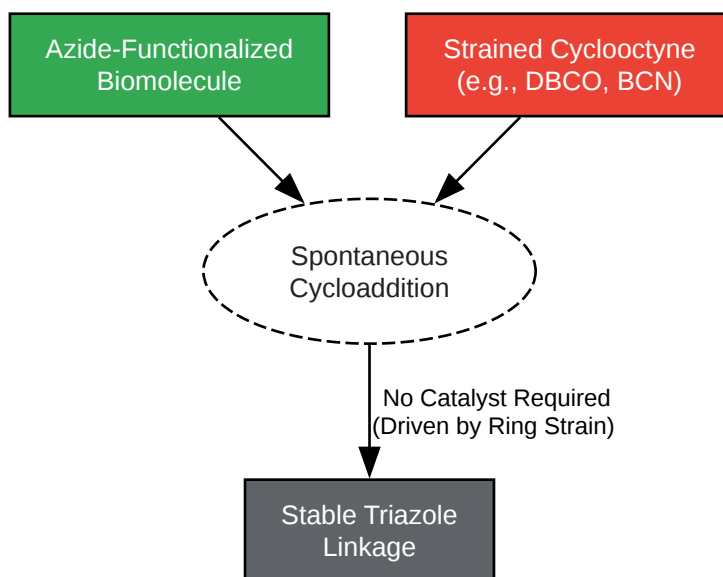 Azide-Functionalized
Biomolecule
Strained Cyclooctyne
(e.g., DBCO, BCN)
Spontaneous
Cycloaddition
No Catalyst Required
(Driven by Ring Strain)
Stable Triazole
Linkage